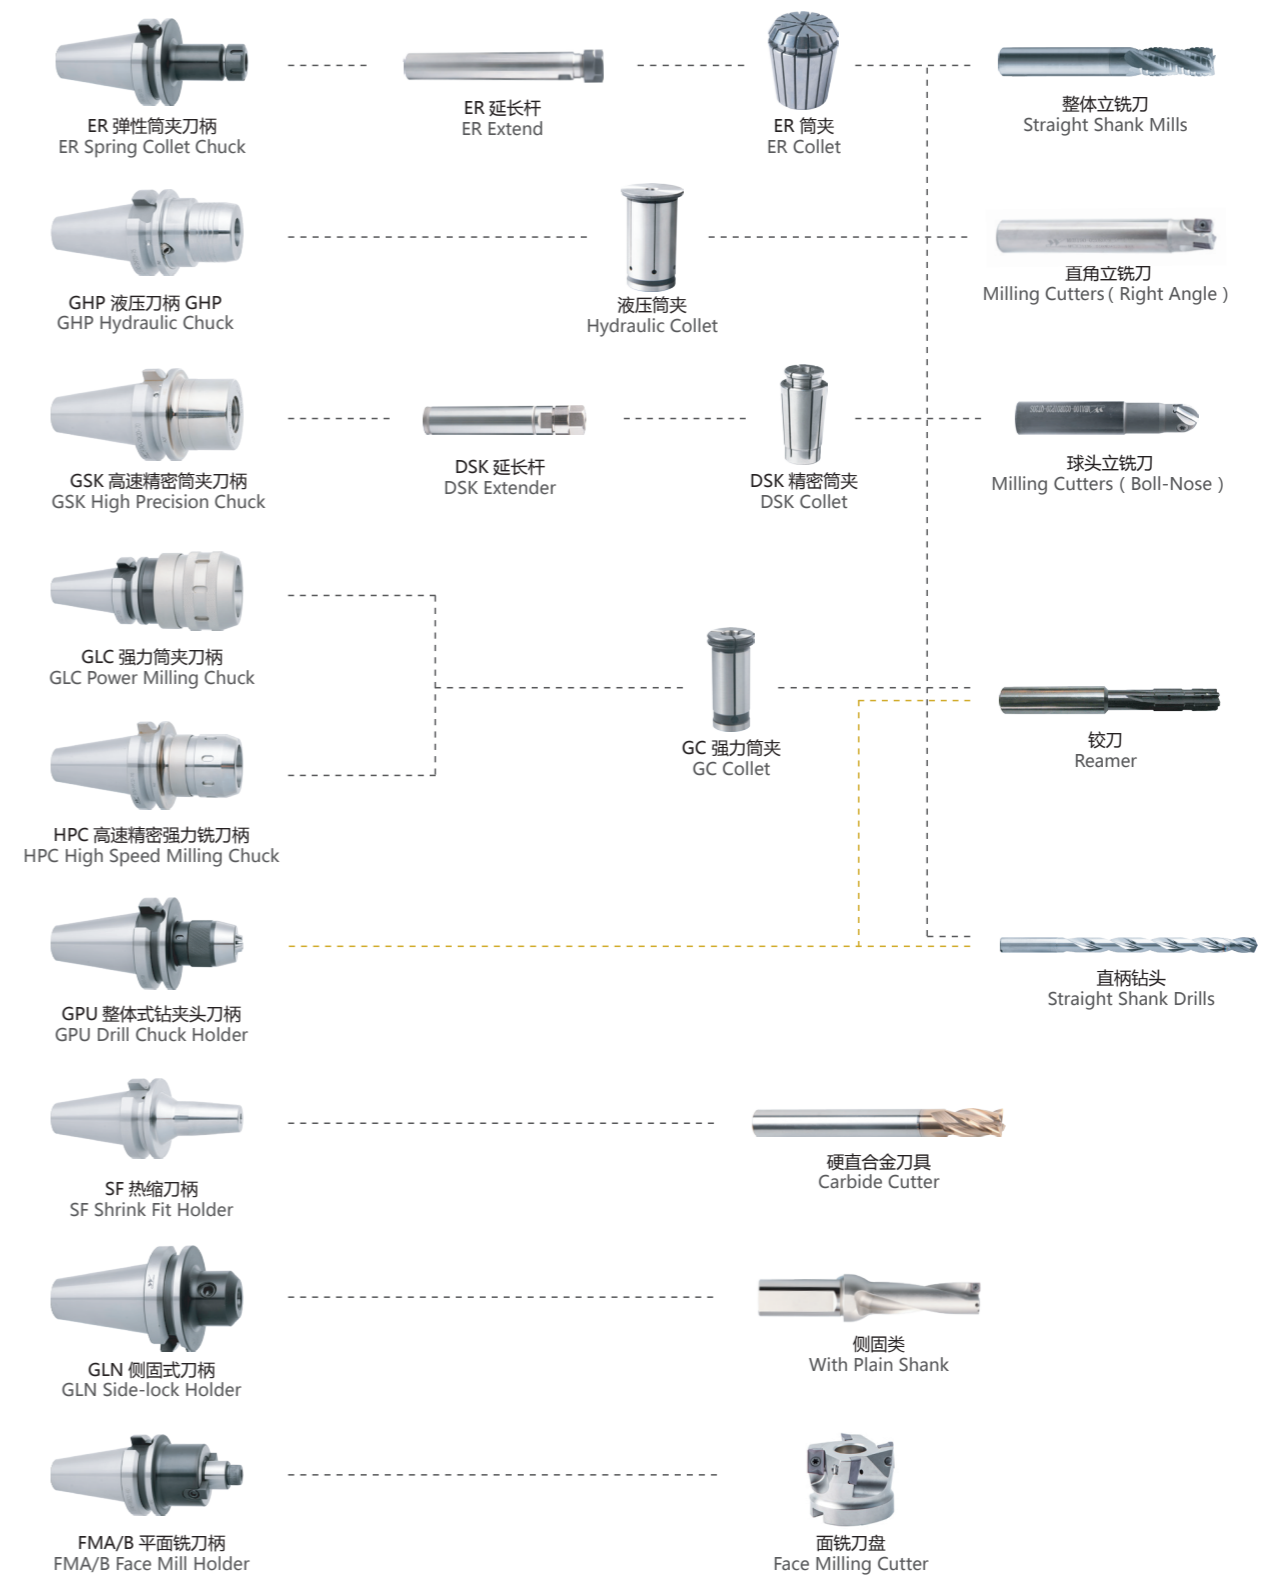 ER 弹性筒夹刀柄
ER Spring Collet Chuck
ER 延长杆
ER Extend
ER 筒夹
ER Collet
整体立铣刀
Straight Shank Mills
GHP 液压刀柄 GHP
GHP Hydraulic Chuck
液压筒夹
Hydraulic Collet
直角立铣刀
Milling Cutters ( Right Angle )
GSK 高速精密筒夹刀柄
GSK High Precision Chuck
DSK 延长杆
DSK Extender
DSK 精密筒夹
DSK Collet
球头立铣刀
Milling Cutters ( Boll-Nose )
GLC 强力筒夹刀柄
GLC Power Milling Chuck
GC 强力筒夹
GC Collet
铰刀
Reamer
HPC 高速精密强力铣刀柄
HPC High Speed Milling Chuck
GPU 整体式钻夹头刀柄
GPU Drill Chuck Holder
直柄钻头
Straight Shank Drills
SF 热缩刀柄
SF Shrink Fit Holder
硬直合金刀具
Carbide Cutter
GLN 侧固式刀柄
GLN Side-lock Holder
侧固类
With Plain Shank
FMA/B 平面铣刀柄
FMA/B Face Mill Holder
面铣刀盘
Face Milling Cutter